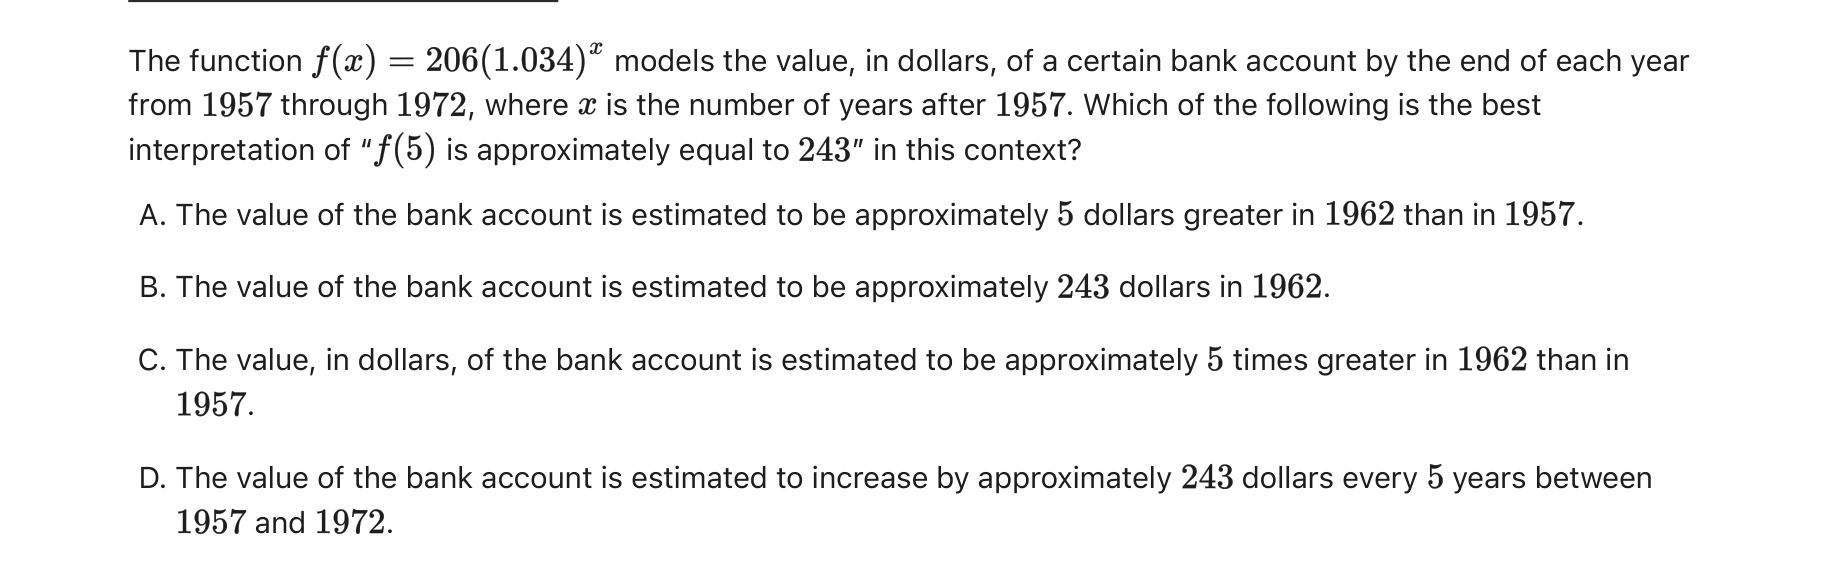 The function f(x) = 206(1.034)^x models the value, in dollars, of a certain bank account by the end of each year
from 1957 through 1972, where x is the number of years after 1957. Which of the following is the best
interpretation of "f(5) is approximately equal to 243" in this context?
A. The value of the bank account is estimated to be approximately 5 dollars greater in 1962 than in 1957.
B. The value of the bank account is estimated to be approximately 243 dollars in 1962.
C. The value, in dollars, of the bank account is estimated to be approximately 5 times greater in 1962 than in
1957.
D. The value of the bank account is estimated to increase by approximately 243 dollars every 5 years between
1957 and 1972.